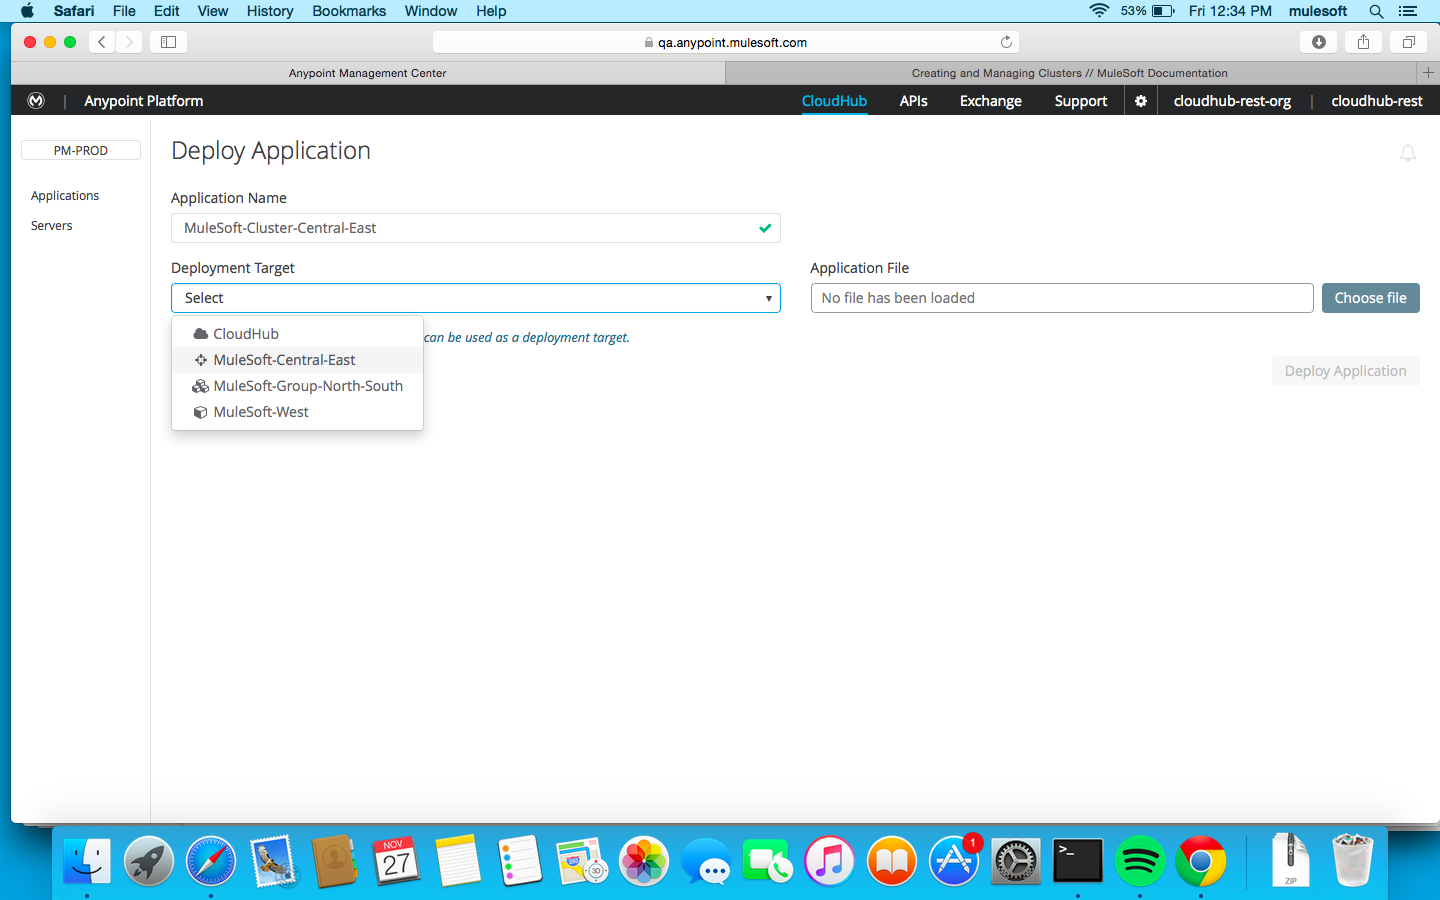 Safari File Edit View History Bookmarks Window Help 53% Fri 12:34 PM mulesoft
qa.anypoint.mulesoft.com
Anypoint Management Center Creating and Managing Clusters // MuleSoft Documentation
Anypoint Platform CloudHub APIs Exchange Support cloudhub-rest-org cloudhub-rest
PM-PROD
Applications
Servers
Deploy Application
Application Name
MuleSoft-Cluster-Central-East
Deployment Target Application File
Select No file has been loaded Choose file
CloudHub
can be used as a deployment target.
MuleSoft-Central-East
Deploy Application
MuleSoft-Group-North-South
MuleSoft-West
NOV
27
3D
1
>_
ZIP